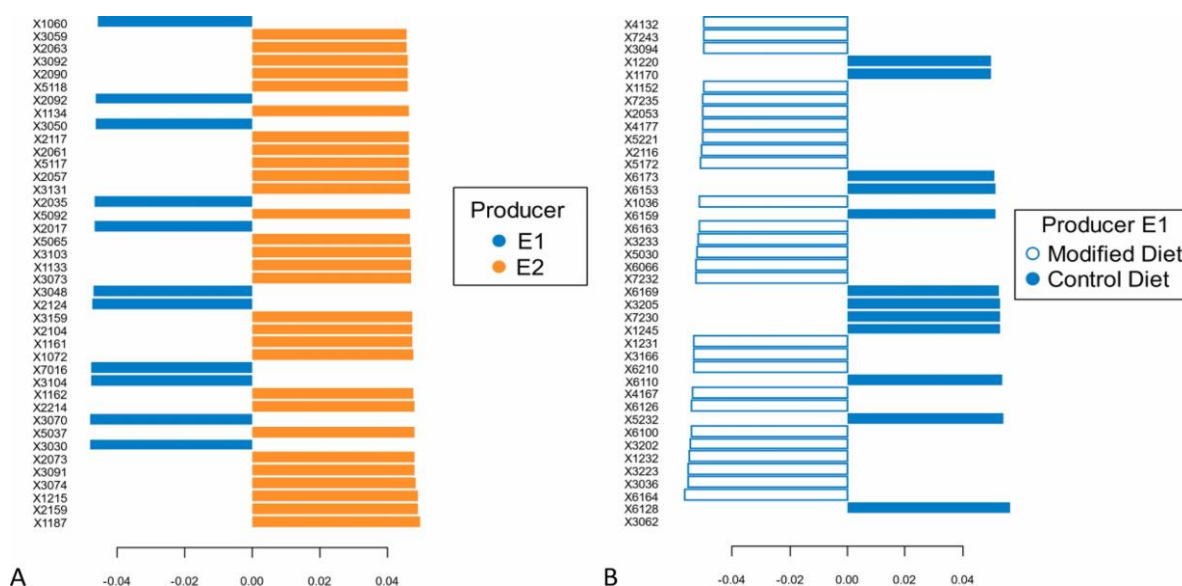 X1060
X3059
X2063
X3092
X2090
X5118
X2092
X1134
X3050
X2117
X2061
X5117
X2057
X3131
X2035
X5092
X2017
X5065
X3103
X1133
X3073
X3048
X2124
X3159
X2104
X1161
X1072
X7016
X3104
X1162
X2214
X3070
X5037
X3030
X2073
X3091
X3074
X1215
X2159
X1187
-0.04 -0.02 0.00 0.02 0.04
Producer
E1
E2
A
X4132
X7243
X3094
X1220
X1170
X1152
X7235
X2053
X4177
X5221
X2116
X5172
X6173
X6153
X1036
X6159
X6163
X3233
X5030
X6066
X7232
X6169
X3205
X7230
X1245
X1231
X3166
X6210
X6110
X4167
X6126
X5232
X6100
X3202
X1232
X3223
X3036
X6164
X6128
X3062
-0.04 -0.02 0.00 0.02 0.04
Producer E1
Modified Diet
Control Diet
B